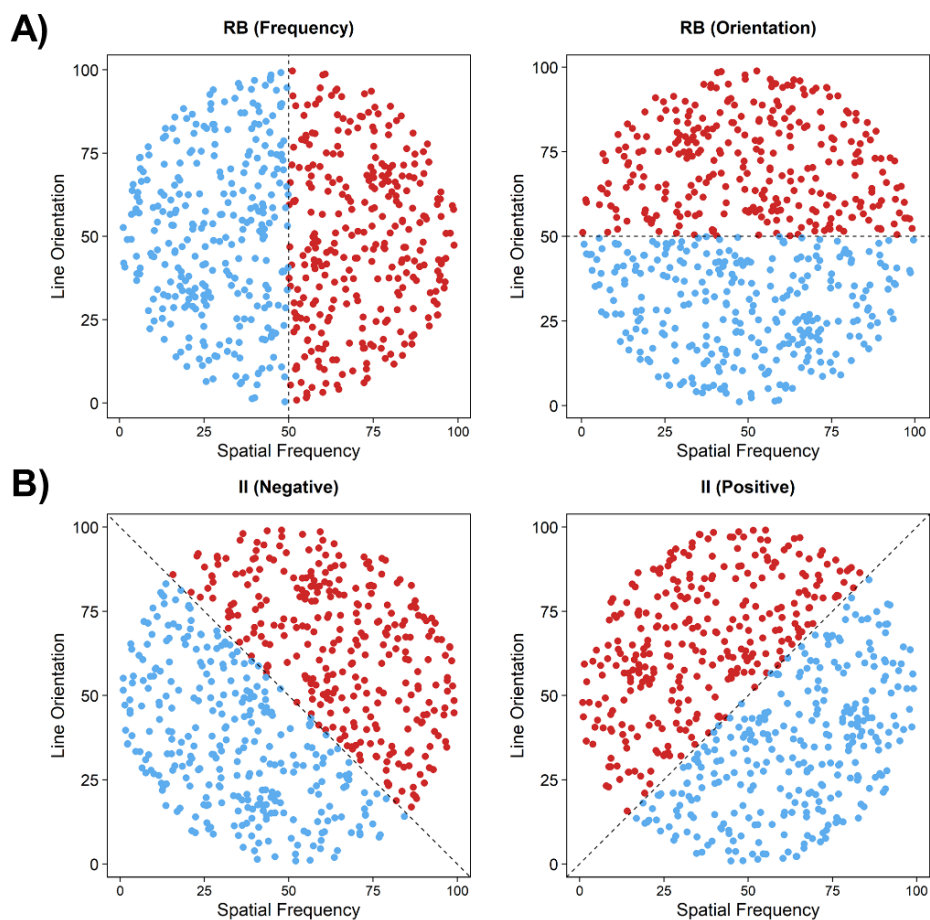 A)
RB (Frequency)
RB (Orientation)
Line Orientation
100
75
50
25
0
0 25 50 75 100
Spatial Frequency
Line Orientation
100
75
50
25
0
0 25 50 75 100
Spatial Frequency
B)
II (Negative)
II (Positive)
Line Orientation
100
75
50
25
0
0 25 50 75 100
Spatial Frequency
Line Orientation
100
75
50
25
0
0 25 50 75 100
Spatial Frequency